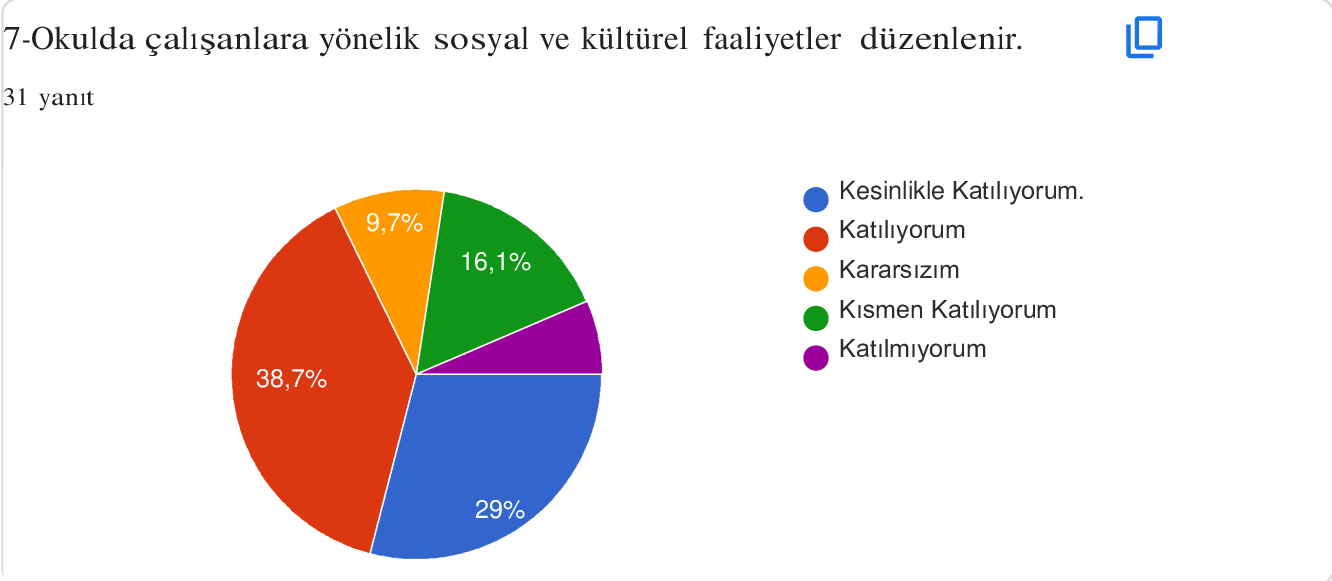 7-Okulda çalışanlara yönelik sosyal ve kültürel faaliyetler düzenlenir.
31 yanıt
Kesinlikle Katılıyorum.
Katılıyorum
Kararsızım
Kısmen Katılıyorum
Katılmıyorum
9,7%
16,1%
38,7%
29%